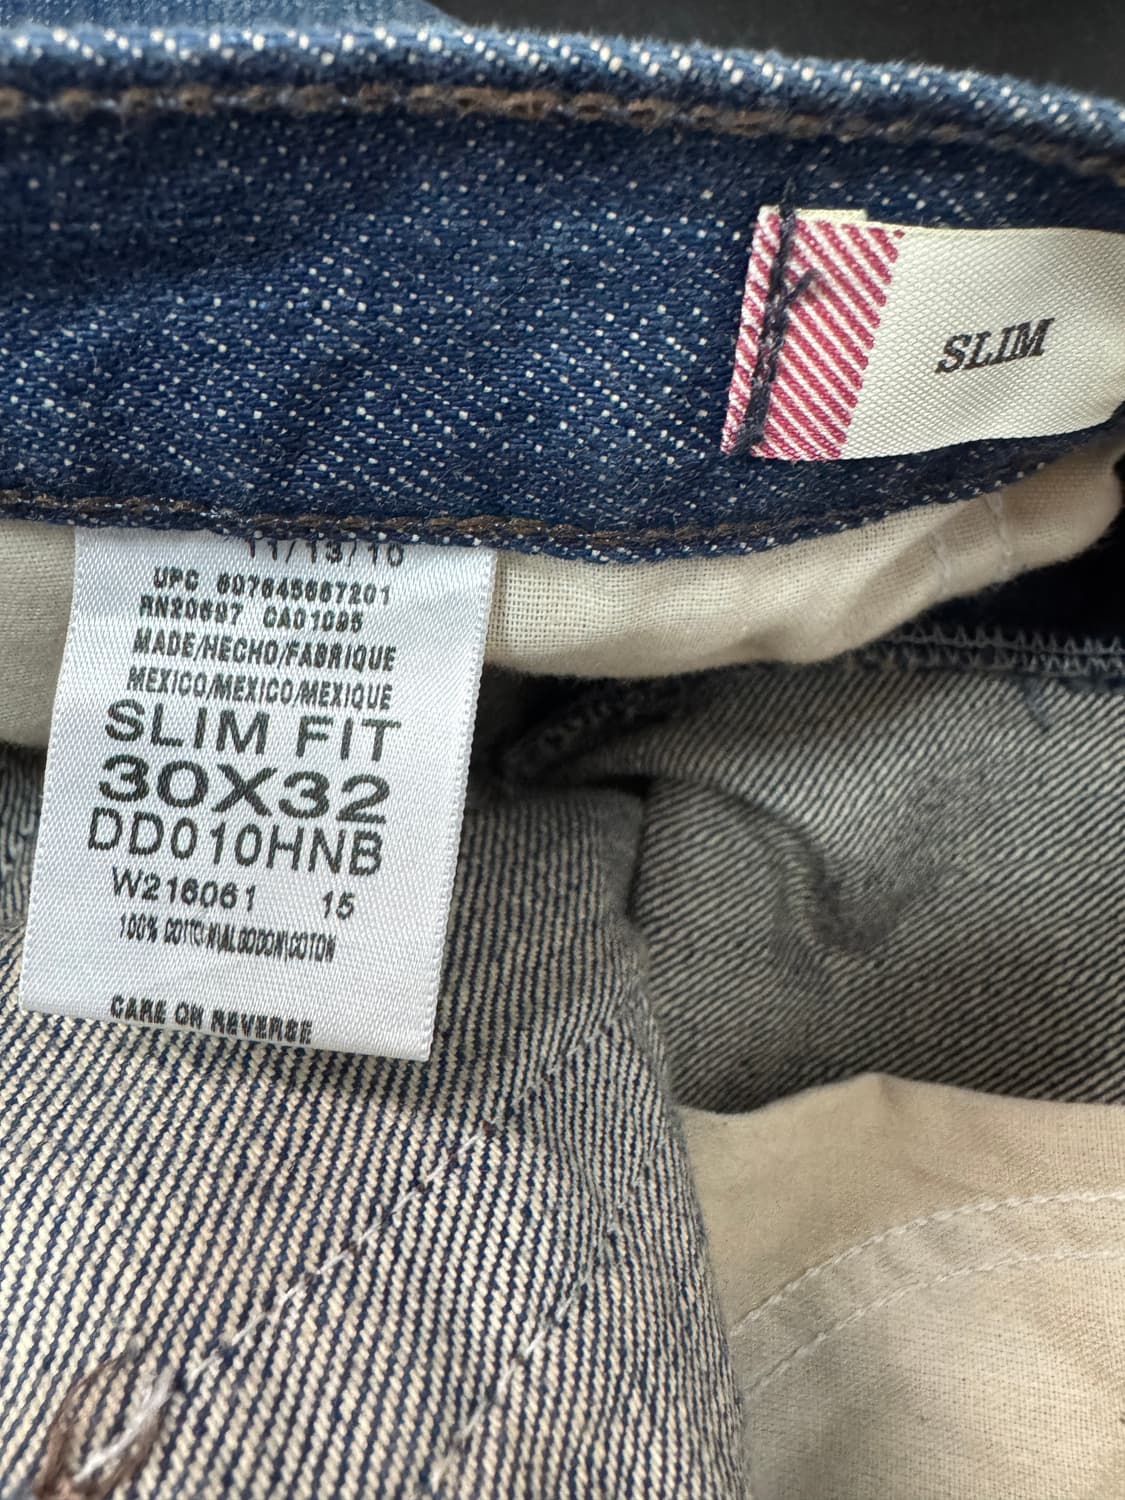 SLIM
11/13/10
UPC 607645667201
RN20697 CA01095
MADE/HECHO/FABRIQUE
MEXICO/MEXICO/MEXIQUE
SLIM FIT
30X32
DD010HNB
W216061 15
100% COTTON\ALGODON\COTON
CARE ON REVERSE